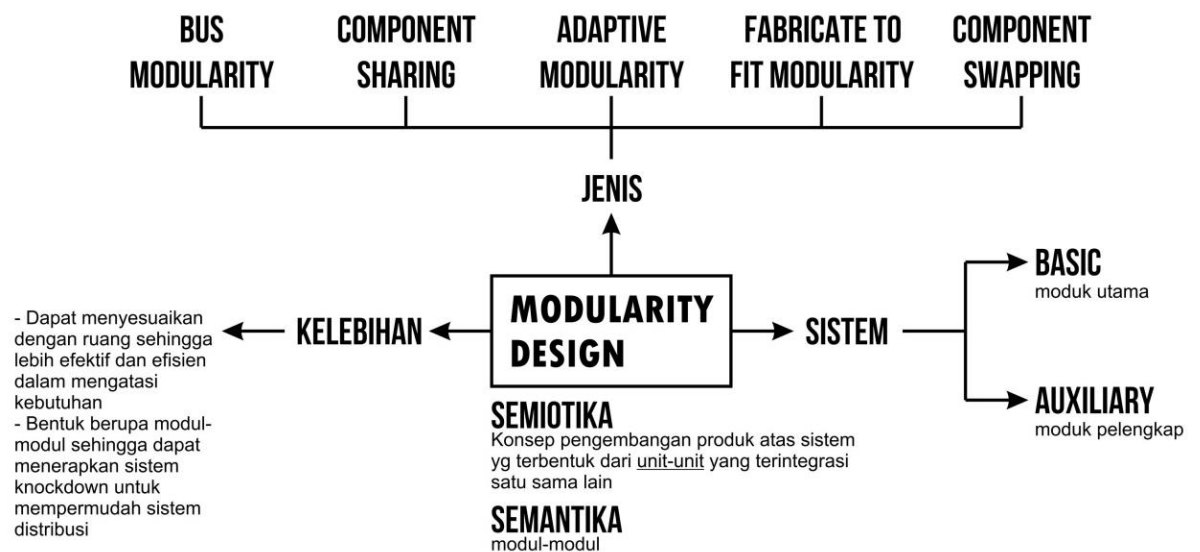 BUS
MODULARITY
COMPONENT
SHARING
ADAPTIVE
MODULARITY
FABRICATE TO
FIT MODULARITY
COMPONENT
SWAPPING
JENIS
MODULARITY
DESIGN
KELEBIHAN
- Dapat menyesuaikan
dengan ruang sehingga
lebih efektif dan efisien
dalam mengatasi
kebutuhan
- Bentuk berupa modul-
modul sehingga dapat
menerapkan sistem
knockdown untuk
mempermudah sistem
distribusi
SISTEM
BASIC
moduk utama
AUXILIARY
moduk pelengkap
SEMIOTIKA
Konsep pengembangan produk atas sistem
yg terbentuk dari unit-unit yang terintegrasi
satu sama lain
SEMANTIKA
modul-modul